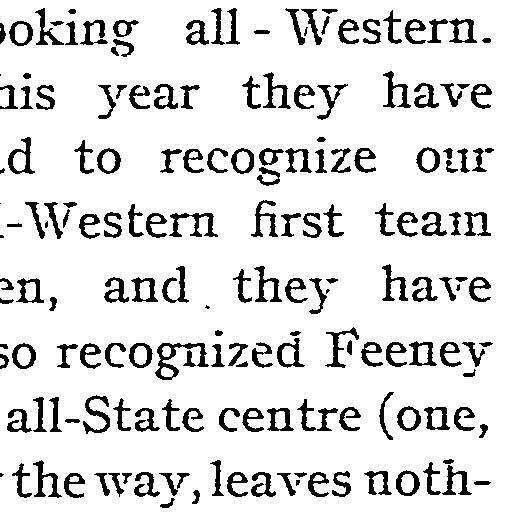 ooking all-Western.
his year they have
ad to recognize our
l-Western first team
en, and they have
so recognized Feeney
all-State centre (one,
the way, leaves noth-